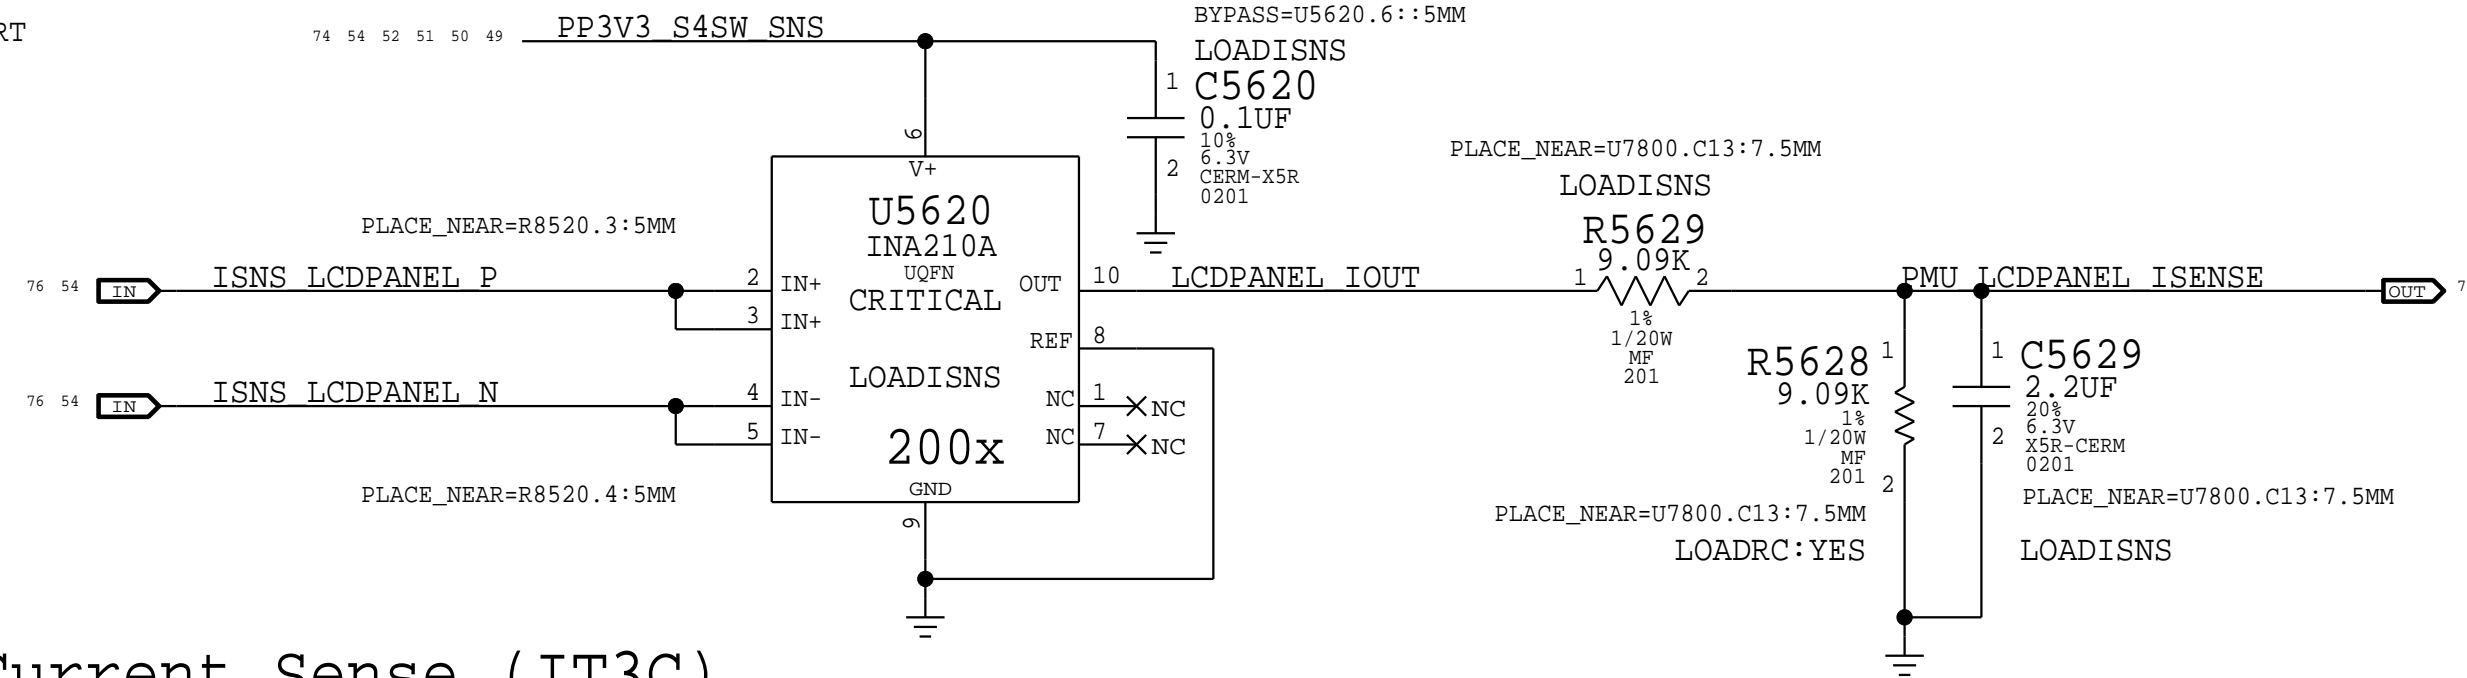 RT
74 54 52 51 50 49
PP3V3_S4SW_SNS
BYPASS=U5620.6::5MM
LOADISNS
1
C5620
0.1UF
10%
6.3V
2
CERM-X5R
0201
6
V+
U5620
INA210A
UQFN
CRITICAL
LOADISNS
200x
GND
9
PLACE_NEAR=R8520.3:5MM
76 54
IN
ISNS_LCDPANEL_P
2
IN+
3
IN+
76 54
IN
ISNS_LCDPANEL_N
4
IN-
5
IN-
PLACE_NEAR=R8520.4:5MM
OUT
10
LCDPANEL_IOUT
REF
8
NC
1
NC
NC
7
NC
PLACE_NEAR=U7800.C13:7.5MM
LOADISNS
R5629
9.09K
1
2
1%
1/20W
MF
201
PMU_LCDPANEL_ISENSE
OUT
7
R5628
1
9.09K
1%
1/20W
MF
201
2
PLACE_NEAR=U7800.C13:7.5MM
LOADRC:YES
1
C5629
2.2UF
20%
6.3V
2
X5R-CERM
0201
PLACE_NEAR=U7800.C13:7.5MM
LOADISNS
Current Sense (IT3C)